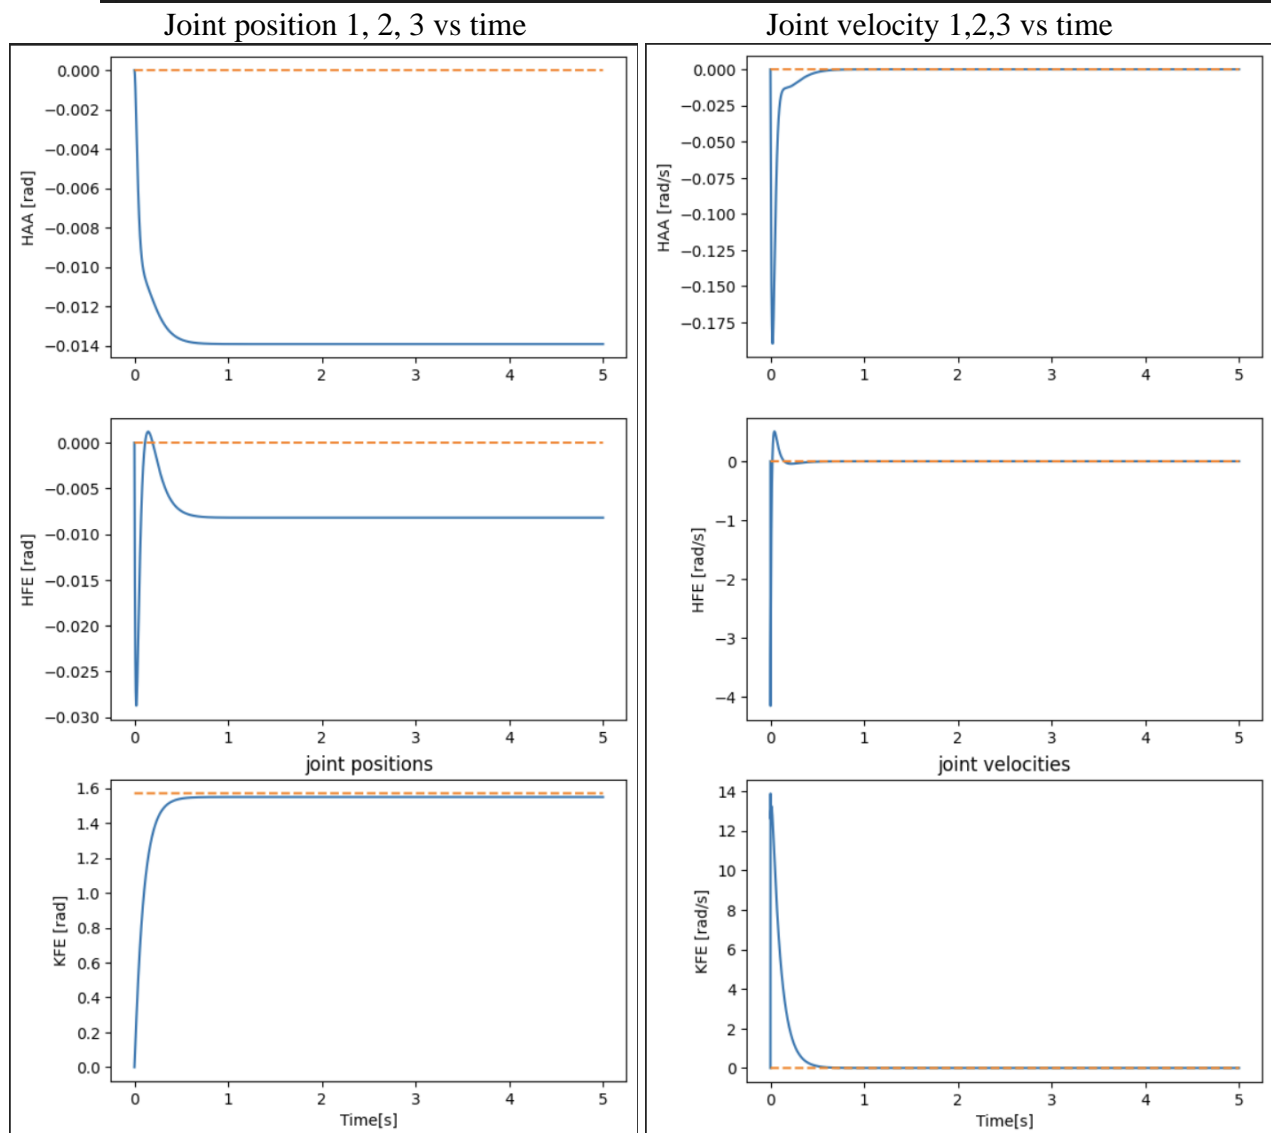 Joint position 1, 2, 3 vs time
Joint velocity 1,2,3 vs time
0.000
−0.002
−0.004
−0.006
−0.008
−0.010
−0.012
−0.014
HAA [rad]
0 1 2 3 4 5
0.000
−0.025
−0.050
−0.075
−0.100
−0.125
−0.150
−0.175
HAA [rad/s]
0 1 2 3 4 5
0.000
−0.005
−0.010
−0.015
−0.020
−0.025
−0.030
HFE [rad]
0 1 2 3 4 5
0
−1
−2
−3
−4
HFE [rad/s]
0 1 2 3 4 5
joint positions
1.6
1.4
1.2
1.0
0.8
0.6
0.4
0.2
0.0
KFE [rad]
0 1 2 3 4 5
Time[s]
joint velocities
14
12
10
8
6
4
2
0
KFE [rad/s]
0 1 2 3 4 5
Time[s]